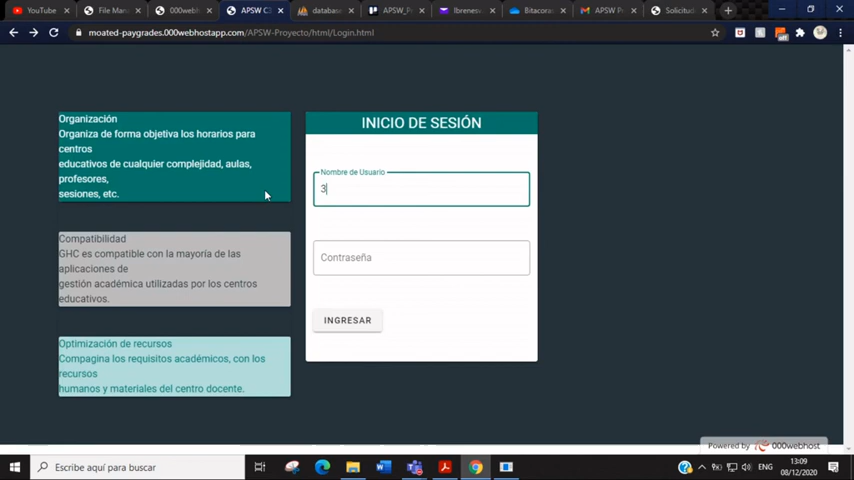 YouTube
File Mana
000webh
APSW C3
database
APSW_P
Ibrenese
Bitacoras
APSW P
Solicitud
moated-paygrades.000webhostapp.com/APSW-Proyecto/html/Login.html
Organización
Organiza de forma objetiva los horarios para
centros
educativos de cualquier complejidad, aulas,
profesores,
sesiones, etc.
Compatibilidad
GHC es compatible con la mayoría de las
aplicaciones de
gestión académica utilizadas por los centros
educativos.
Optimización de recursos
Compagina los requisitos académicos, con los
recursos
humanos y materiales del centro docente.
INICIO DE SESIÓN
Nombre de Usuario
3
Contraseña
INGRESAR
Powered by 000webhost
Escribe aquí para buscar
ENG
13:09
08/12/2020